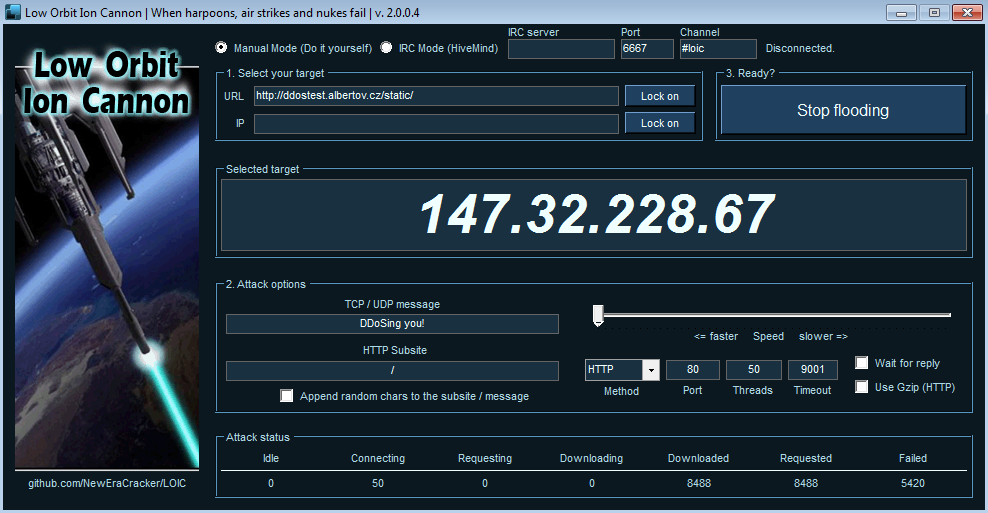 Low Orbit Ion Cannon | When harpoons, air strikes and nukes fail | v. 2.0.0.4
Low Orbit
Ion Cannon
github.com/NewEraCracker/LOIC
Manual Mode (Do it yourself) IRC Mode (HiveMind)
IRC server Port Channel
6667 #loic Disconnected.
1. Select your target
URL http://ddostest.albertov.cz/static/ Lock on
IP Lock on
3. Ready?
Stop flooding
Selected target
147.32.228.67
2. Attack options
TCP / UDP message
DDoSing you!
HTTP Subsite
/
Append random chars to the subsite / message
<= faster Speed slower =>
HTTP 80 50 9001
Method Port Threads Timeout
Wait for reply
Use Gzip (HTTP)
Attack status
Idle Connecting Requesting Downloading Downloaded Requested Failed
0 50 0 0 8488 8488 5420